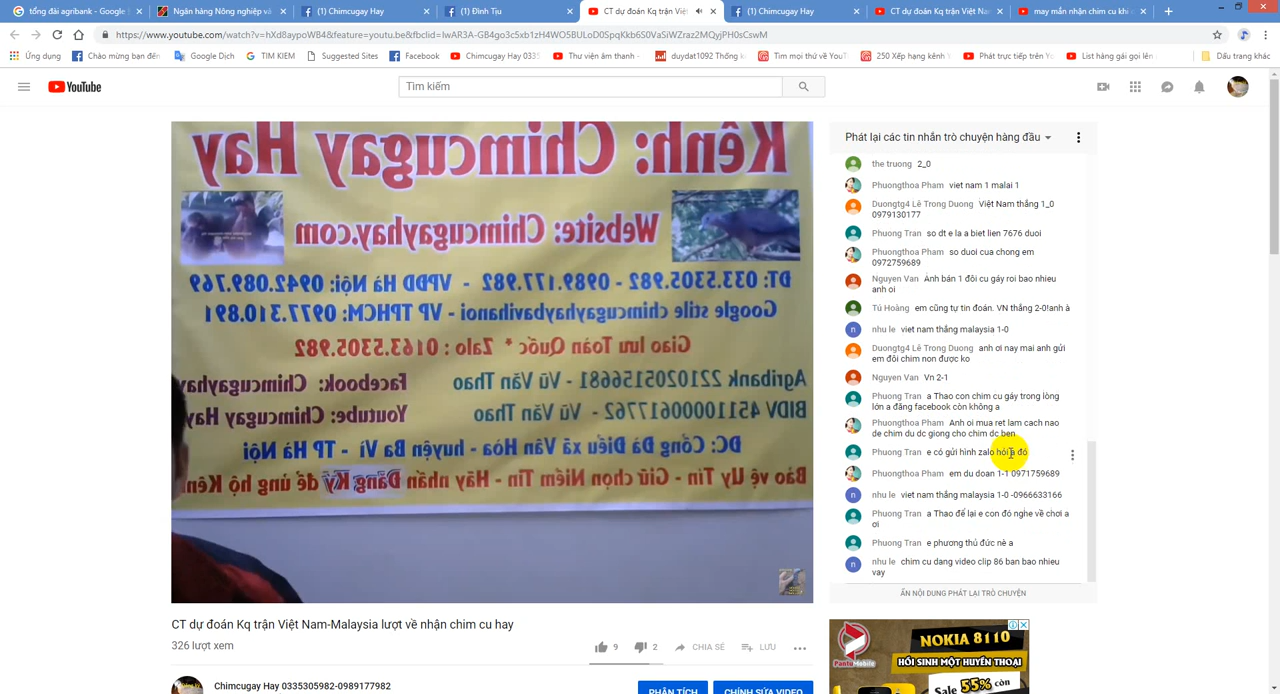 tổng đài agribank - Google S
Ngân hàng Nông nghiệp và
(1) Chimcugay Hay
(1) Đình Tịu
CT dự đoán Kq trận Việt
(1) Chimcugay Hay
CT dự đoán Kq trận Việt Nam
may mắn nhận chim cu khi
https://www.youtube.com/watch?v=hXd8aypoWB4&feature=youtu.be&fbclid=IwAR3A-GB4go3c5xb1zH4WO5BULoD0SpqKkb6S0VaSiWZraz2MQyjPH0sCswM
Ứng dụng
Chào mừng bạn đến
Google Dịch
TIM KIẾM
Suggested Sites
Facebook
Chimcugay Hay 0335
Thư viện âm thanh -
duydat1092 Thống k
Tìm mọi thứ về YouT
250 Xếp hạng kênh Y
Phát trực tiếp trên Yo
List hàng gái gọi lên
Dấu trang khác
YouTube
Tìm kiếm
Kênh: Chimcugay Hay
Website: Chimcugayhay.com
ĐT: 033.5305.982 - 0989.177.982 - VPĐD Hà Nội: 0942.089.769
Google stile chimcugayhaybavihanoi - VP TPHCM: 0977.310.891
Giao lưu Toàn Quốc * Zalo : 0163.5305.982
Agribank 2210205156681 - Vũ Văn Thao
Facebook: Chimcugayhay
BIDV 45110000617762 - Vũ Văn Thao
Youtube: Chimcugay Hay
ĐC: Cổng Đá Điểu xã Vân Hòa - huyện Ba Vì - TP Hà Nội
Bảo vệ Uy Tín - Giữ chọn Niềm Tin - Hãy nhấn Đăng Ký để ủng hộ Kên
Phát lại các tin nhắn trò chuyện hàng đầu
the truong 2_0
Phuongthoa Pham viet nam 1 malai 1
Duongtg4 Lê Trong Duong Việt Nam thắng 1_0
0979130177
Phuong Tran so dt e la a biet lien 7676 duoi
Phuongthoa Pham so duoi cua chong em
0972759689
Nguyen Van Anh bán 1 đôi cu gáy roi bao nhieu
anh oi
Tú Hoàng em cũng tự tin đoán. VN thắng 2-0!anh à
nhu le viet nam thắng malaysia 1-0
Duongtg4 Lê Trong Duong anh ơi nay mai anh gửi
em đôi chim non được ko
Nguyen Van Vn 2-1
Phuong Tran a Thao con chim cu gáy trong lòng
lớn a đăng facebook còn không a
Phuongthoa Pham Anh oi mua ret lam cach nao
de chim du dc giong cho chim dc ben
Phuong Tran e có gửi hình zalo hỏi a đó
Phuongthoa Pham em du doan 1-1 0971759689
nhu le viet nam thắng malaysia 1-0 -0966633166
Phuong Tran a Thao để lại e con đó nghe về chơi a
ơi
Phuong Tran e phương thủ đức nè a
nhu le chim cu dang video clip 86 ban bao nhieu
vay
ẨN NỘI DUNG PHÁT LẠI TRÒ CHUYỆN
CT dự đoán Kq trận Việt Nam-Malaysia lượt về nhận chim cu hay
326 lượt xem
9
2
CHIA SẺ
LƯU
Chimcugay Hay 0335305982-0989177982
PHÂN TÍCH
CHỈNH SỬA VIDEO
PantoMobile
NOKIA 8110
HỒI SINH MỘT HUYỀN THOẠI
Sale 55% còn